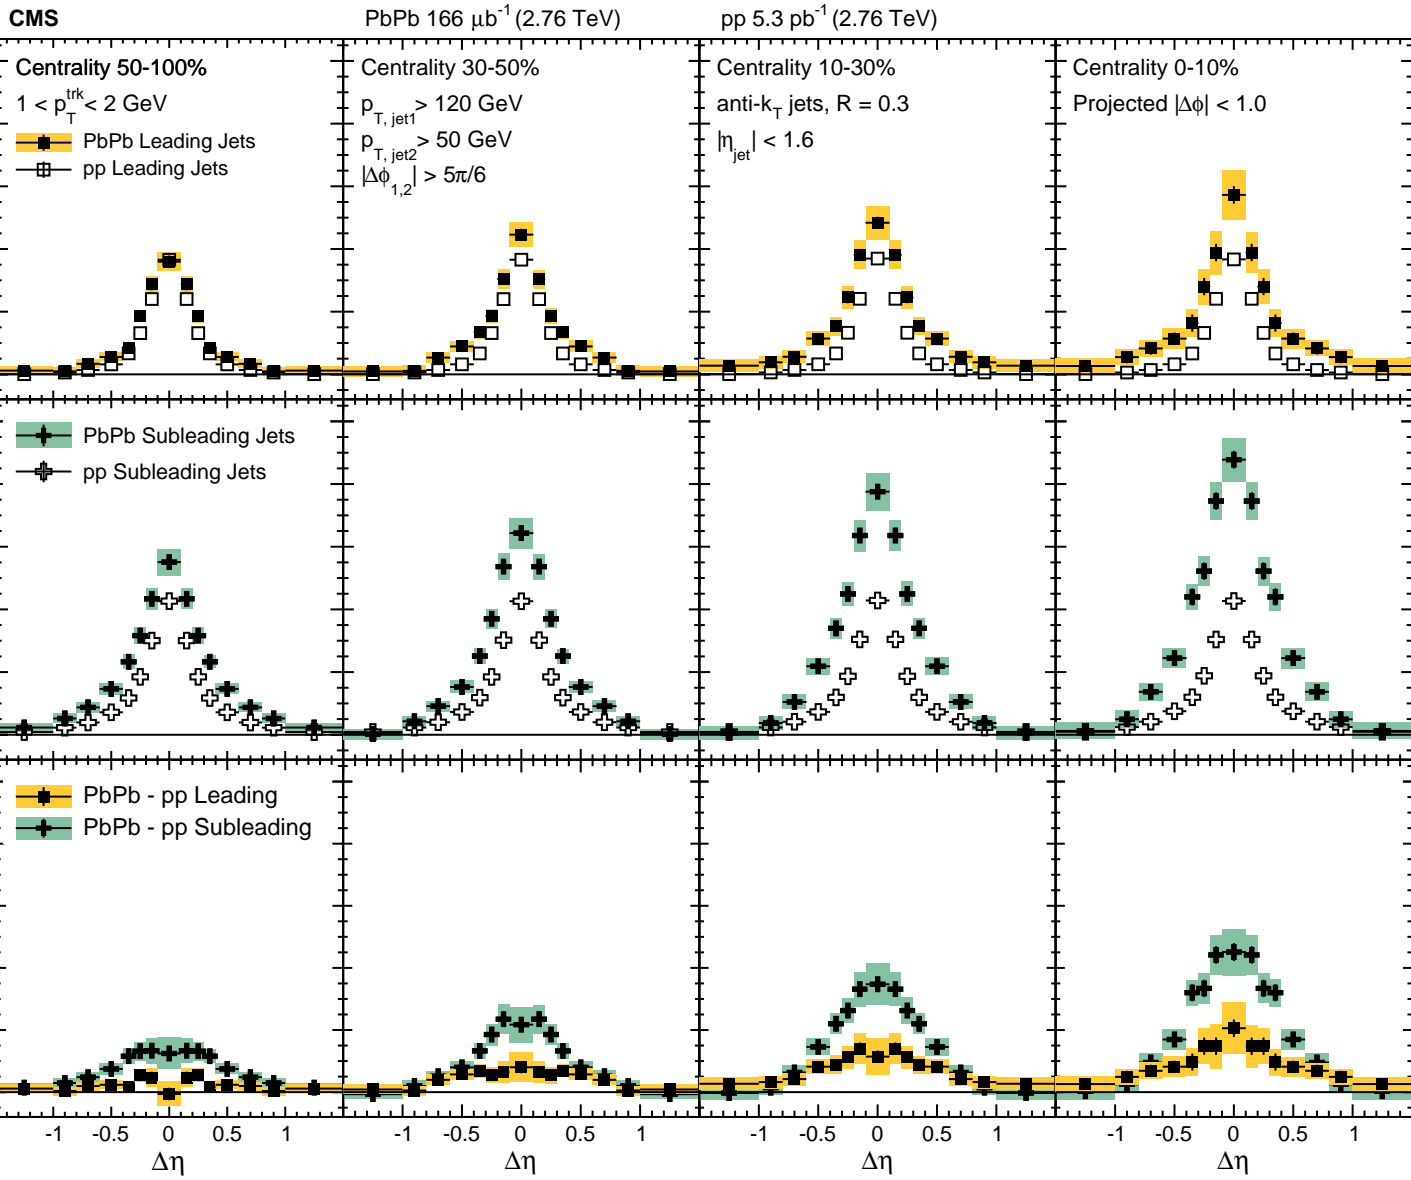 CMS PbPb 166 μb⁻¹ (2.76 TeV) pp 5.3 pb⁻¹ (2.76 TeV)
Centrality 50-100%
1 < p_T^trk < 2 GeV
PbPb Leading Jets
pp Leading Jets
Centrality 30-50%
p_T, jet1 > 120 GeV
p_T, jet2 > 50 GeV
|Δϕ_1,2| > 5π/6
Centrality 10-30%
anti-k_T jets, R = 0.3
|η_jet| < 1.6
Centrality 0-10%
Projected |Δϕ| < 1.0
PbPb Subleading Jets
pp Subleading Jets
PbPb - pp Leading
PbPb - pp Subleading
-1 -0.5 0 0.5 1
-1 -0.5 0 0.5 1
-1 -0.5 0 0.5 1
-1 -0.5 0 0.5 1
Δη
Δη
Δη
Δη